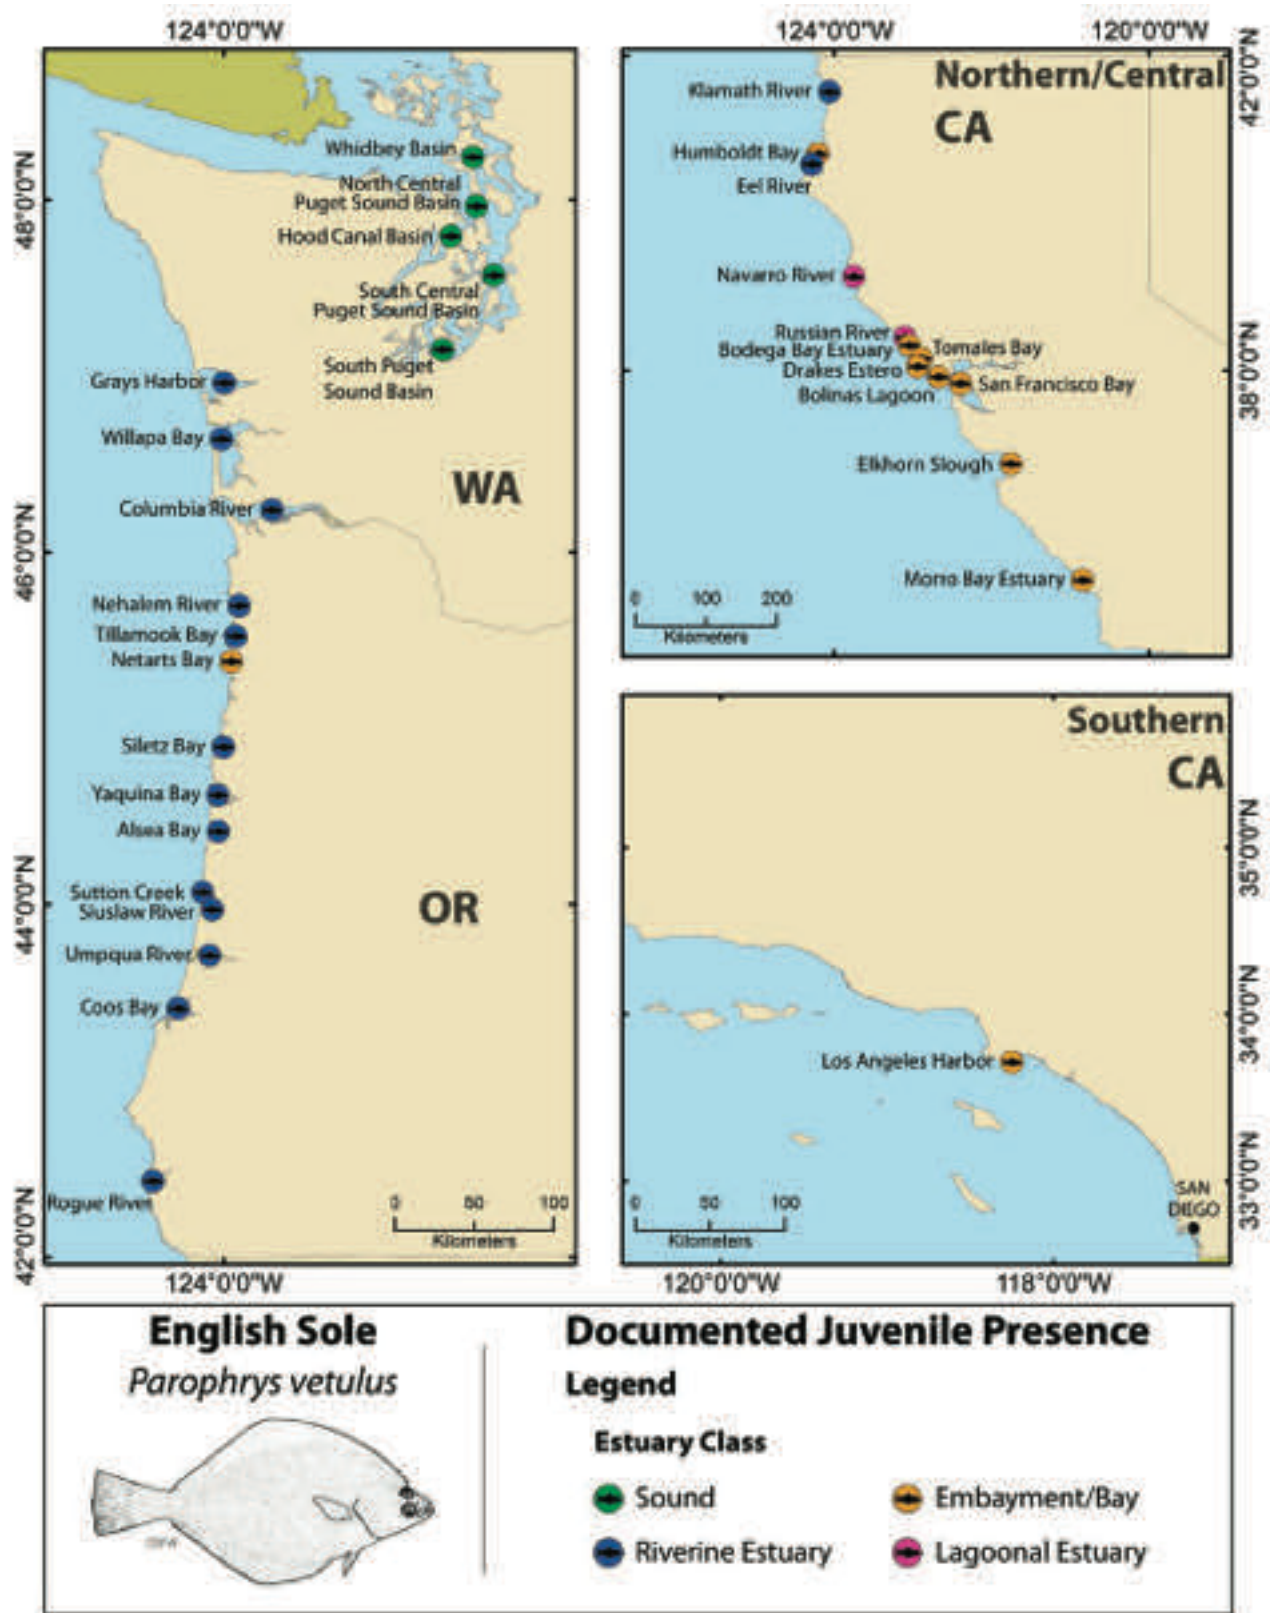 124°0'0"W
48°0'0"N
46°0'0"N
44°0'0"N
42°0'0"N
Whidbey Basin
North Central
Puget Sound Basin
Hood Canal Basin
South Central
Puget Sound Basin
South Puget
Sound Basin
Grays Harbor
Willapa Bay
WA
Columbia River
Nehalem River
Tillamook Bay
Netarts Bay
Siletz Bay
Yaquina Bay
Alsea Bay
Sutton Creek
Siuslaw River
OR
Umpqua River
Coos Bay
Rogue River
0 50 100
Kilometers
124°0'0"W
124°0'0"W 120°0'0"W
Northern/Central
CA
42°0'0"N
38°0'0"N
Klamath River
Humboldt Bay
Eel River
Navarro River
Russian River
Bodega Bay Estuary
Tomales Bay
Drakes Estero
San Francisco Bay
Bolinas Lagoon
Elkhorn Slough
Morro Bay Estuary
0 100 200
Kilometers
Southern
CA
35°0'0"N
34°0'0"N
33°0'0"N
Los Angeles Harbor
SAN
DIEGO
0 50 100
Kilometers
120°0'0"W 118°0'0"W
English Sole
Parophrys vetulus
Documented Juvenile Presence
Legend
Estuary Class
Sound
Embayment/Bay
Riverine Estuary
Lagoonal Estuary